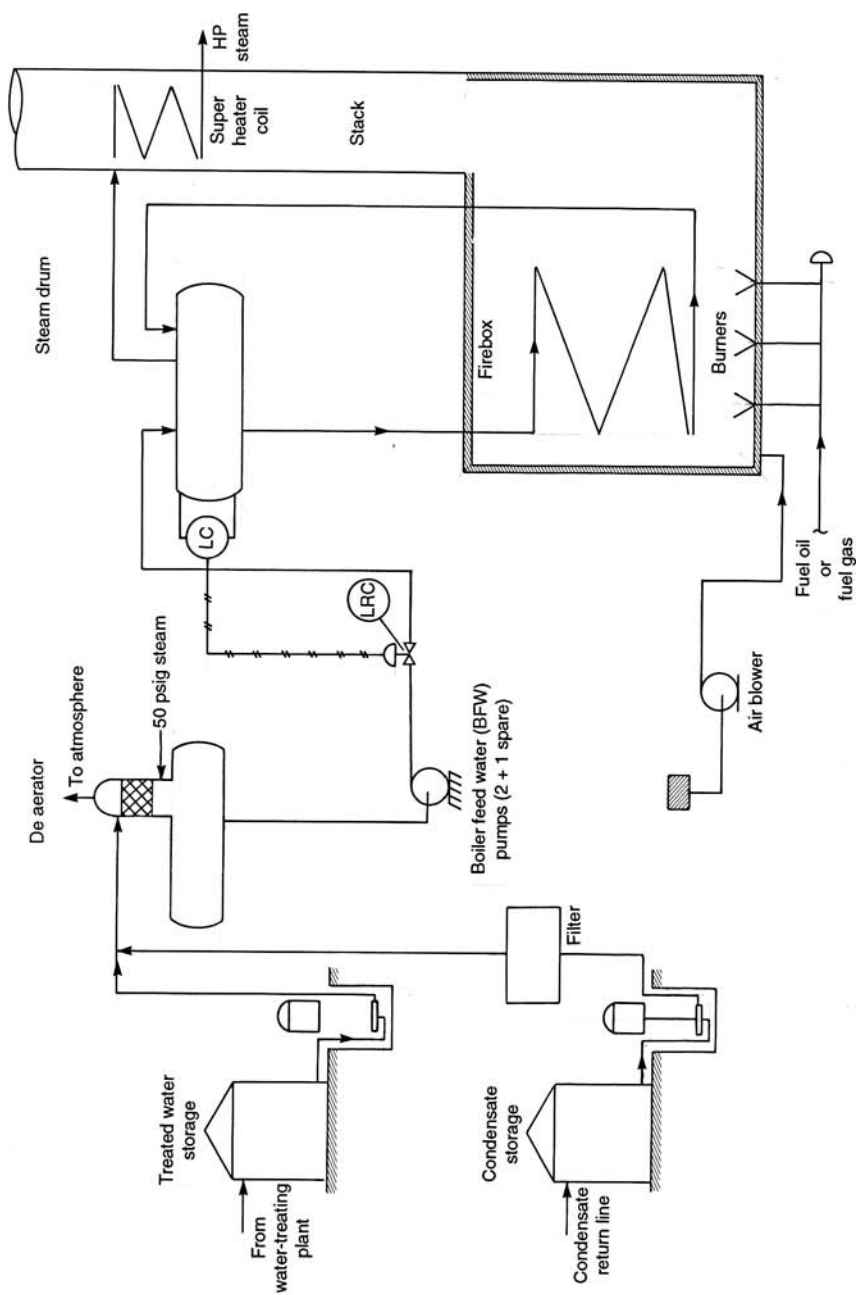 From
water-treating
plant
Treated water
storage
Condensate
return line
Condensate
storage
Filter
De aerator
To atmosphere
50 psig steam
Boiler feed water (BFW)
pumps (2 + 1 spare)
LRC
LC
Steam drum
Air blower
Fuel oil
or
fuel gas
Burners
Firebox
Stack
Super
heater
coil
HP
steam